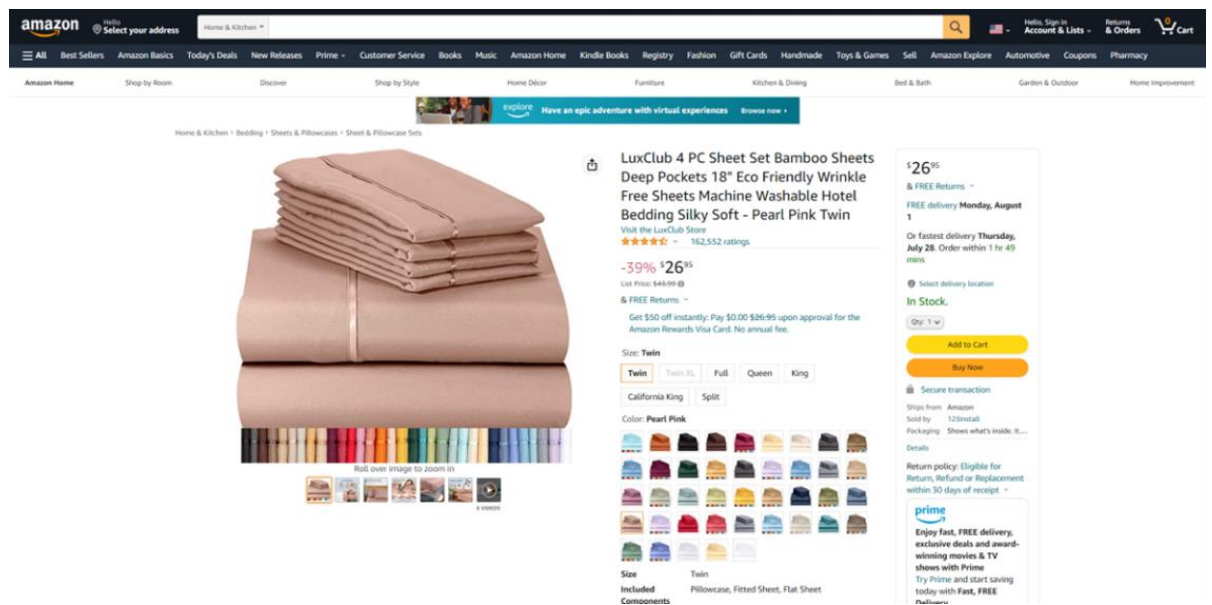 amazon
Hello
Select your address
Home & Kitchen
0
Hello, Sign in
Account & Lists
Returns
& Orders
Cart
All Best Sellers Amazon Basics Today's Deals New Releases Prime Customer Service Books Music Amazon Home Kindle Books Registry Fashion Gift Cards Handmade Toys & Games Sell Amazon Explore Automotive Coupons Pharmacy
Amazon Home Shop by Room Discover Shop by Style Home Décor Furniture Kitchen & Dining Bed & Bath Garden & Outdoor Home Improvement
explore Have an epic adventure with virtual experiences Browse now ›
Home & Kitchen › Bedding › Sheets & Pillowcases › Sheet & Pillowcase Sets
Roll over image to zoom in
6 VIDEOS
LuxClub 4 PC Sheet Set Bamboo Sheets
Deep Pockets 18" Eco Friendly Wrinkle
Free Sheets Machine Washable Hotel
Bedding Silky Soft - Pearl Pink Twin
Visit the LuxClub Store
162,552 ratings
-39% $2695
List Price: $43.99
& FREE Returns
Get $50 off instantly: Pay $0.00 $26.95 upon approval for the
Amazon Rewards Visa Card. No annual fee.
Size: Twin
Twin Twin XL Full Queen King
California King Split
Color: Pearl Pink
Size Twin
Included Pillowcase, Fitted Sheet, Flat Sheet
Components
$2695
& FREE Returns
FREE delivery Monday, August
1
Or fastest delivery Thursday,
July 28. Order within 1 hr 49
mins
Select delivery location
In Stock.
Qty: 1
Add to Cart
Buy Now
Secure transaction
Ships from Amazon
Sold by 123install
Packaging Shows what's inside. It...
Details
Return policy: Eligible for
Return, Refund or Replacement
within 30 days of receipt
prime
Enjoy fast, FREE delivery,
exclusive deals and award-
winning movies & TV
shows with Prime
Try Prime and start saving
today with Fast, FREE
Delivery